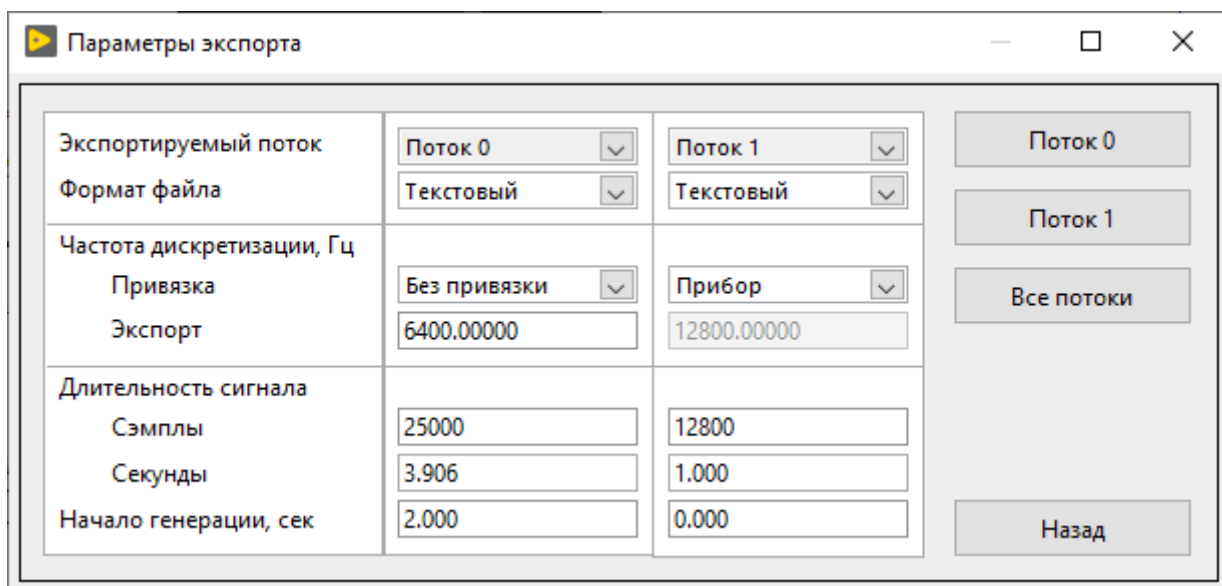 Параметры экспорта
Экспортируемый поток Поток 0 Поток 1
Формат файла Текстовый Текстовый
Частота дискретизации, Гц
Привязка Без привязки Прибор
Экспорт 6400.00000 12800.00000
Длительность сигнала
Сэмплы 25000 12800
Секунды 3.906 1.000
Начало генерации, сек 2.000 0.000
Поток 0
Поток 1
Все потоки
Назад